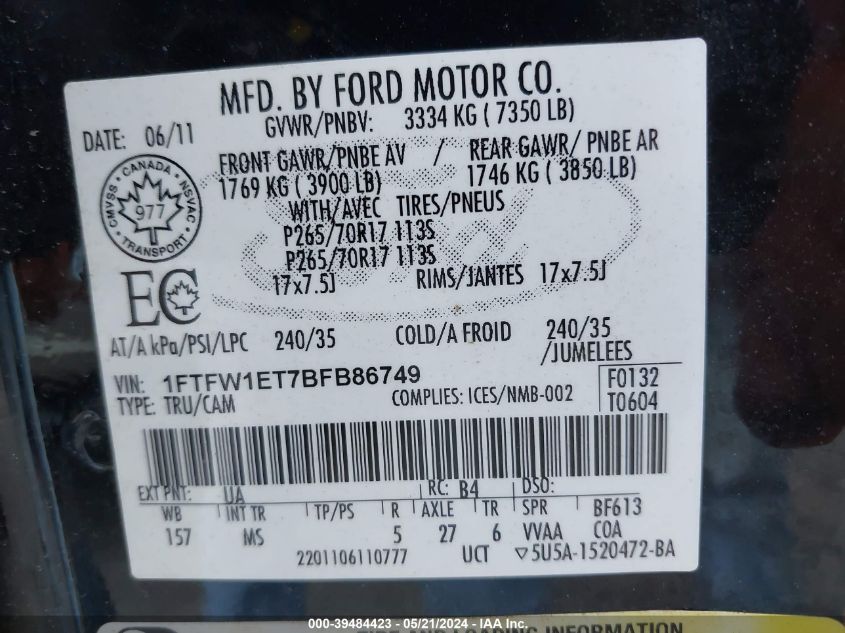 MFD. BY FORD MOTOR CO.
DATE: 06/11 GVWR/PNBV: 3334 KG ( 7350 LB)
FRONT GAWR/PNBE AV / REAR GAWR/ PNBE AR
1769 KG ( 3900 LB) 1746 KG ( 3850 LB)
WITH/AVEC TIRES/PNEUS
P265/70R17 113S
P265/70R17 113S
17x7.5J RIMS/JANTES 17x7.5J
CANADA
CMVSS NSVAC
977
TRANSPORT
EC
AT/A kPa/PSI/LPC 240/35 COLD/A FROID 240/35
/JUMELEES
VIN: 1FTFW1ET7BFB86749 F0132
TYPE: TRU/CAM COMPLIES: ICES/NMB-002 T0604
EXT PNT: UA RC: B4 DSO:
WB INT TR TP/PS R AXLE TR SPR BF613
157 MS 5 27 6 VVAA COA
2201106110777 UCT ▽5U5A-1520472-BA
000-39484423 - 05/21/2024 - IAA Inc.
TIRE AND LOADING INFORMATION